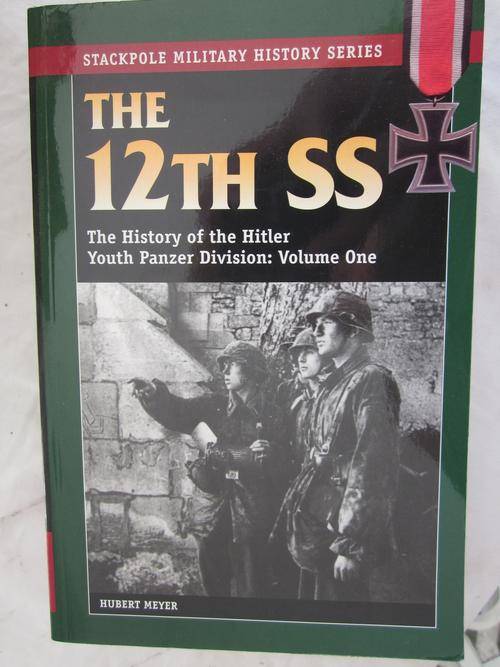 STACKPOLE MILITARY HISTORY SERIES
THE
12TH SS
The History of the Hitler
Youth Panzer Division: Volume One
HUBERT MEYER